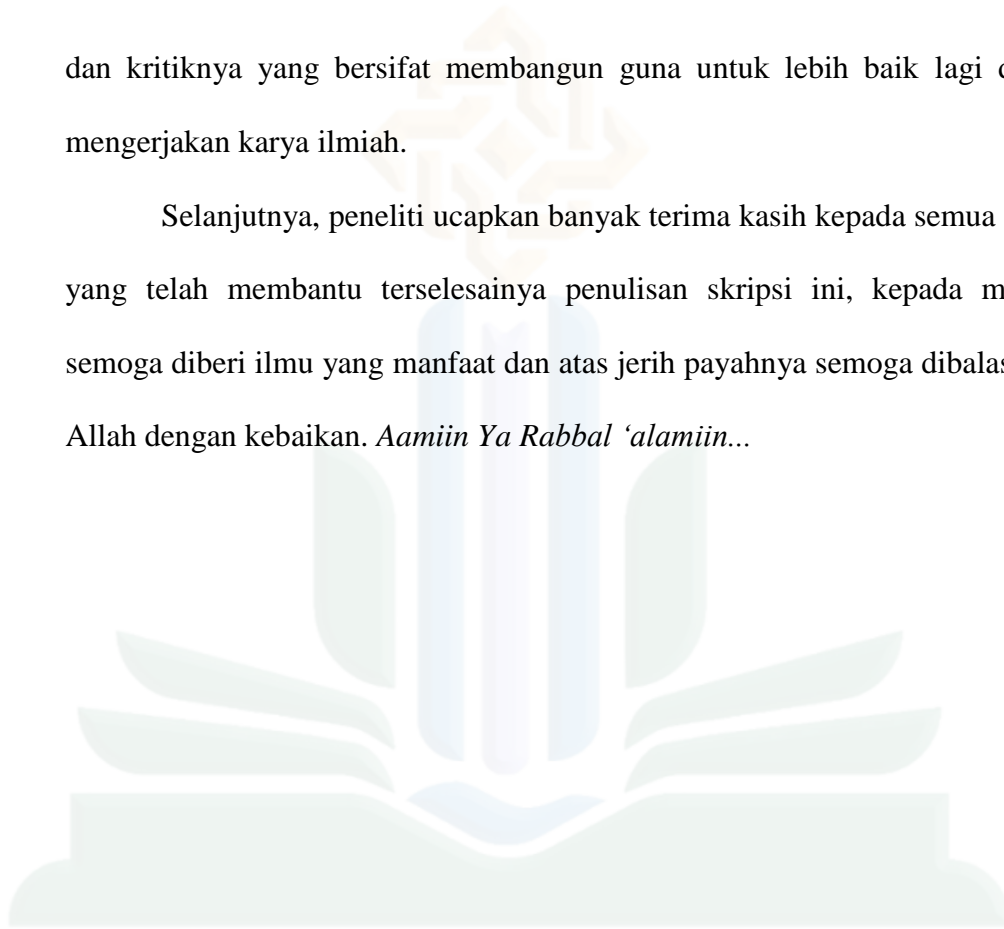 dan kritiknya yang bersifat membangun guna untuk lebih baik lagi
mengerjakan karya ilmiah.
Selanjutnya, peneliti ucapkan banyak terima kasih kepada semua
yang telah membantu terselesainya penulisan skripsi ini, kepada
semoga diberi ilmu yang manfaat dan atas jerih payahnya semoga dibalas
Allah dengan kebaikan. Aamiin Ya Rabbal ‘alamiin...